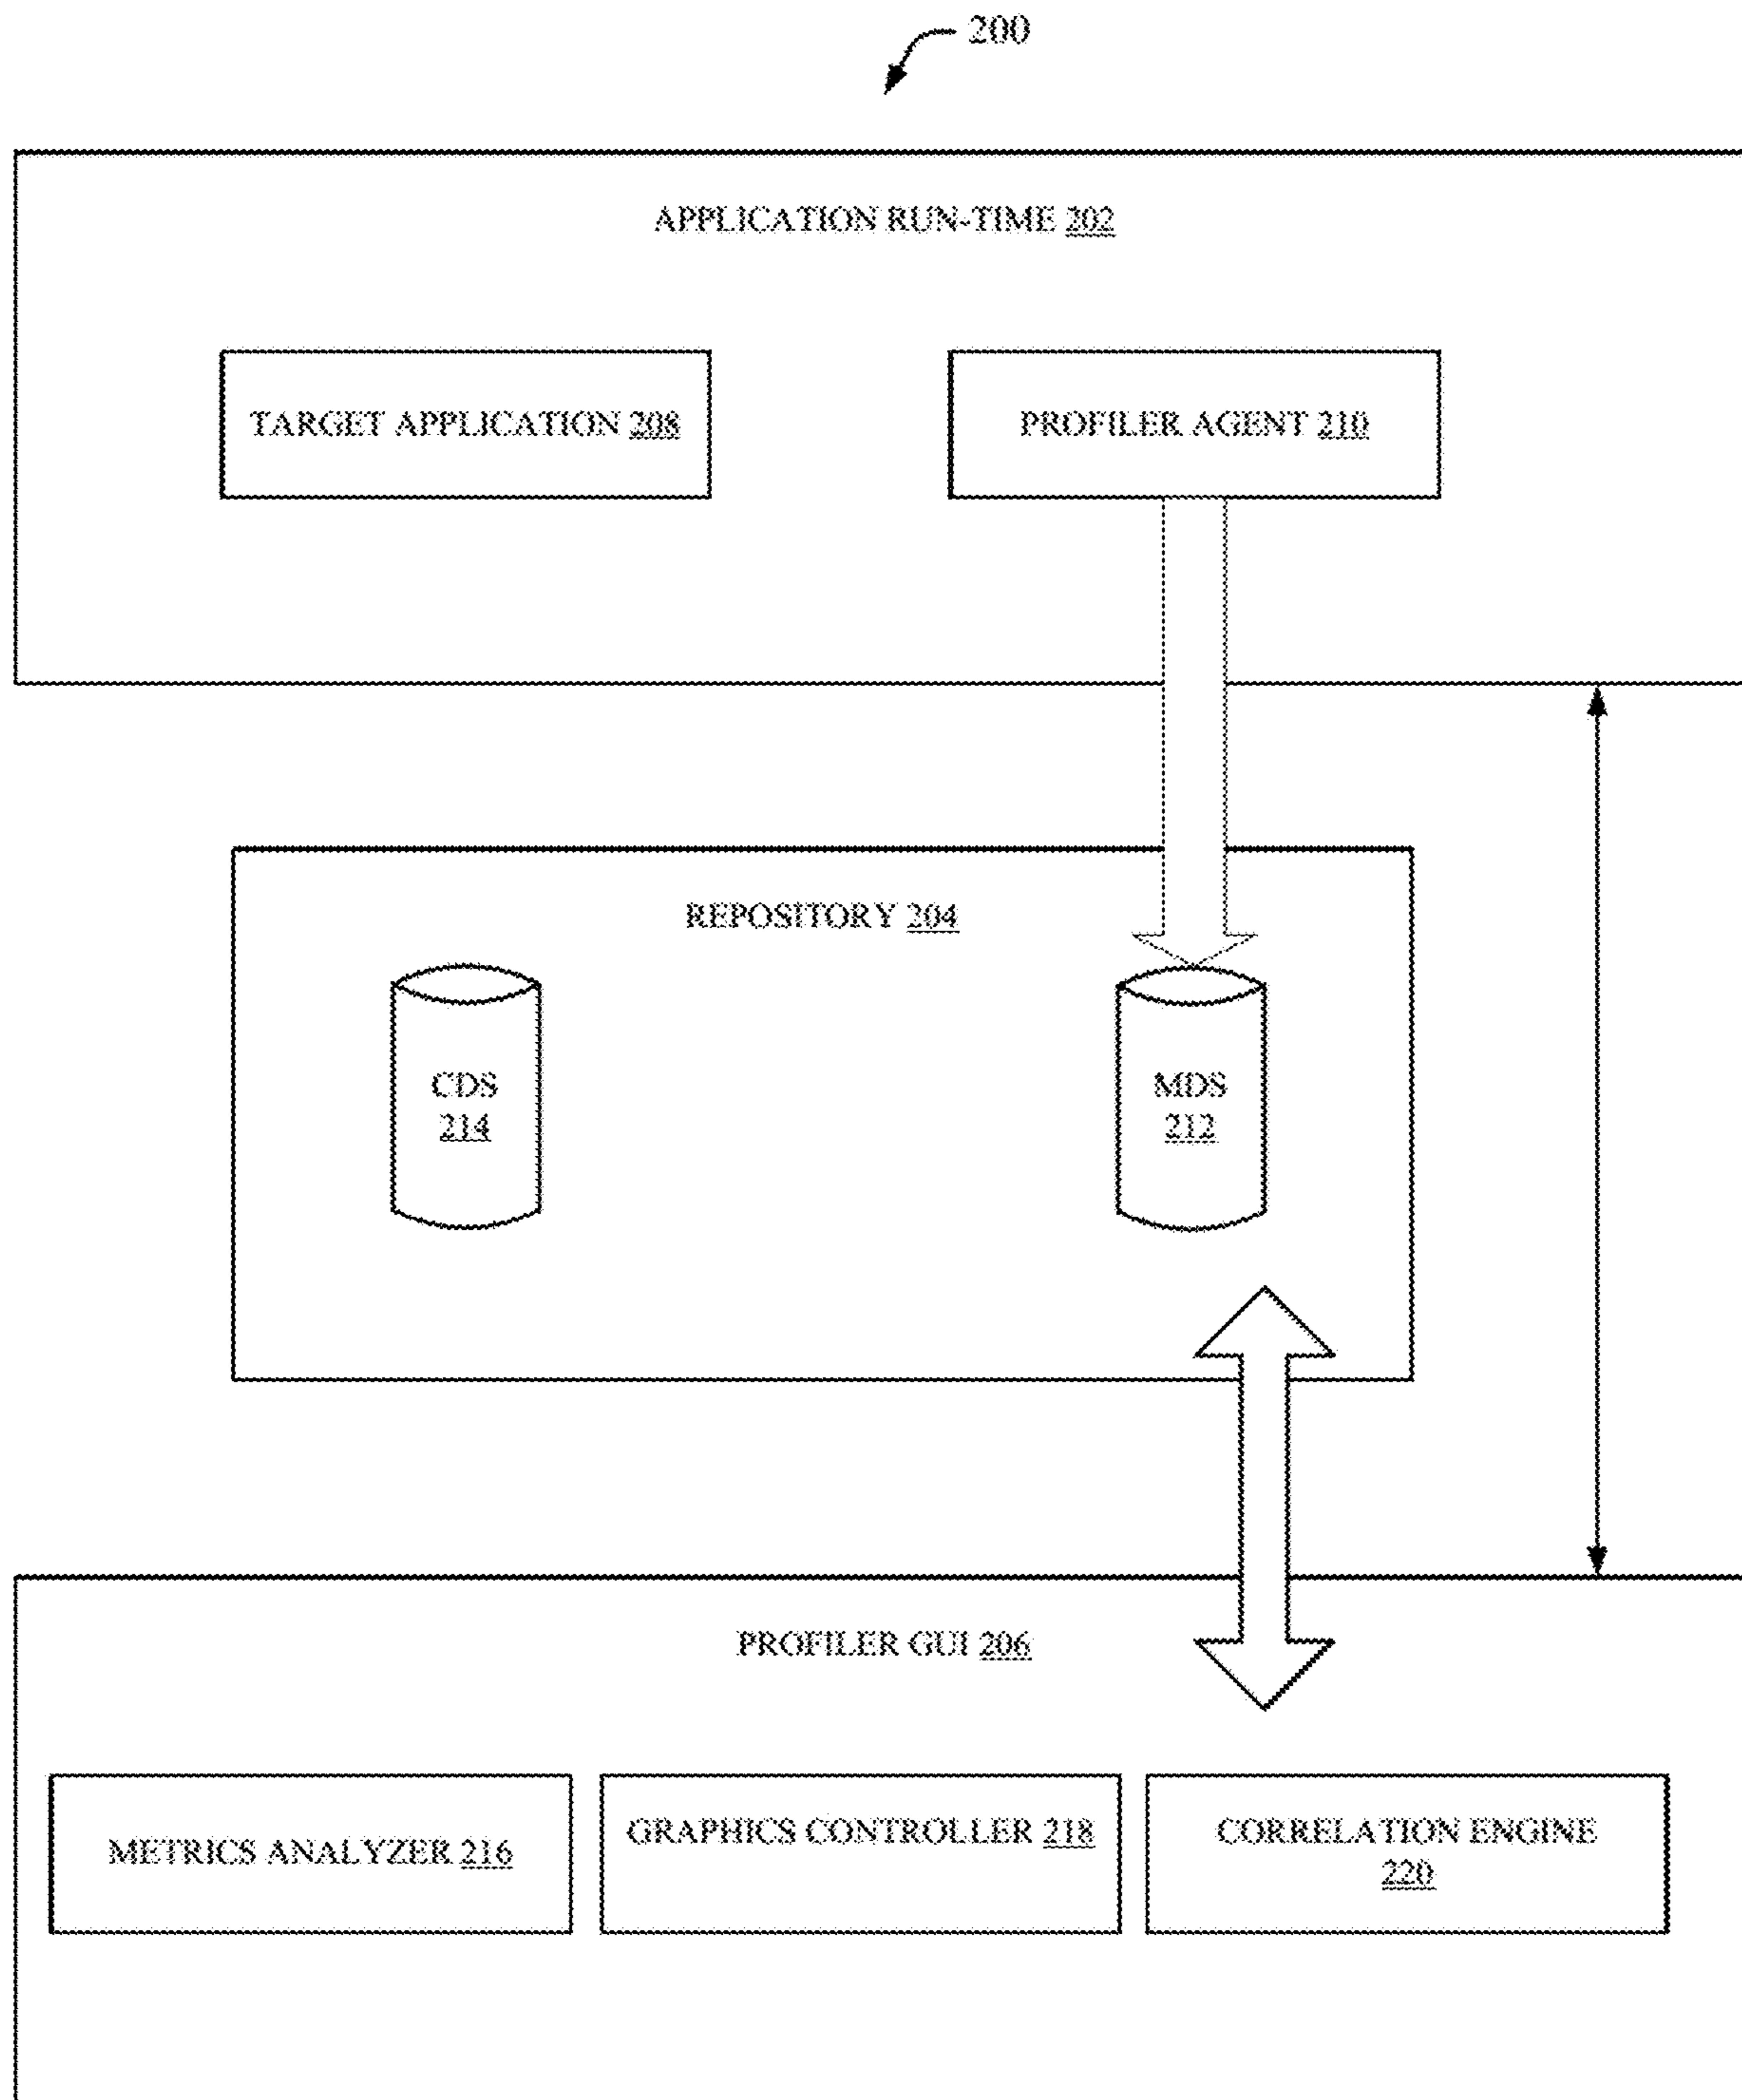 200
APPLICATION RUN-TIME 202
TARGET APPLICATION 208
PROFILER AGENT 210
REPOSITORY 204
CDS
214
MDS
212
PROFILER GUI 206
METRICS ANALYZER 216
GRAPHICS CONTROLLER 218
CORRELATION ENGINE
220